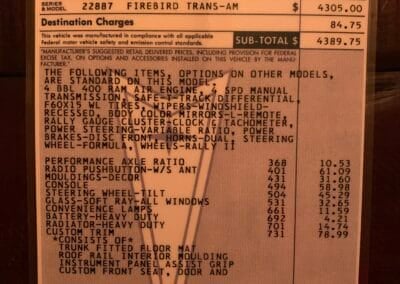 SERIES & MODEL 22887 FIREBIRD TRANS-AM $ 4305.00
Destination Charges 84.75
This vehicle was manufactured in compliance with all applicable
Federal motor vehicle safety and emission control standards.
SUB-TOTAL $ 4389.75
"MANUFACTURER'S SUGGESTED RETAIL DELIVERED PRICES, INCLUDING PROVISION FOR FEDERAL
EXCISE TAX, ON OPTIONS AND ACCESSORIES INSTALLED ON THIS VEHICLE BY THE MANU-
FACTURER."
THE FOLLOWING ITEMS, OPTIONS ON OTHER MODELS,
ARE STANDARD ON THIS MODEL
4 BBL 400 RAM AIR ENGINE, SPD MANUAL
TRANSMISSION, SAFE-T-TRACK DIFFERENTIAL,
F60X15 WL TIRES, WIPERS-WINDSHIELD-
RECESSED, BODY COLOR MIRRORS-L-REMOTE,
RALLY GAUGE CLUSTER-CLOCK & TACHOMETER,
POWER STEERING-VARIABLE RATIO, POWER
BRAKES-DISC FRONT, HORNS-DUAL, STEERING
WHEEL-FORMULA, WHEELS-RALLY II
PERFORMANCE AXLE RATIO 368 10.53
RADIO PUSHBUTTON-W/S ANT 401 61.09
MOULDINGS-DECOR 431 31.60
CONSOLE 494 58.98
STEERING WHEEL-TILT 504 45.29
GLASS-SOFT RAY-ALL WINDOWS 531 32.65
CONVENIENCE LAMPS 661 11.59
BATTERY-HEAVY DUTY 692 4.21
RADIATOR-HEAVY DUTY 701 14.74
CUSTOM TRIM 731 78.99
*CONSISTS OF*
TRUNK FITTED FLOOR MAT
ROOF RAIL INTERIOR MOULDING
INSTRUMENT PANEL ASSIST GRIP
CUSTOM FRONT SEAT, DOOR AND